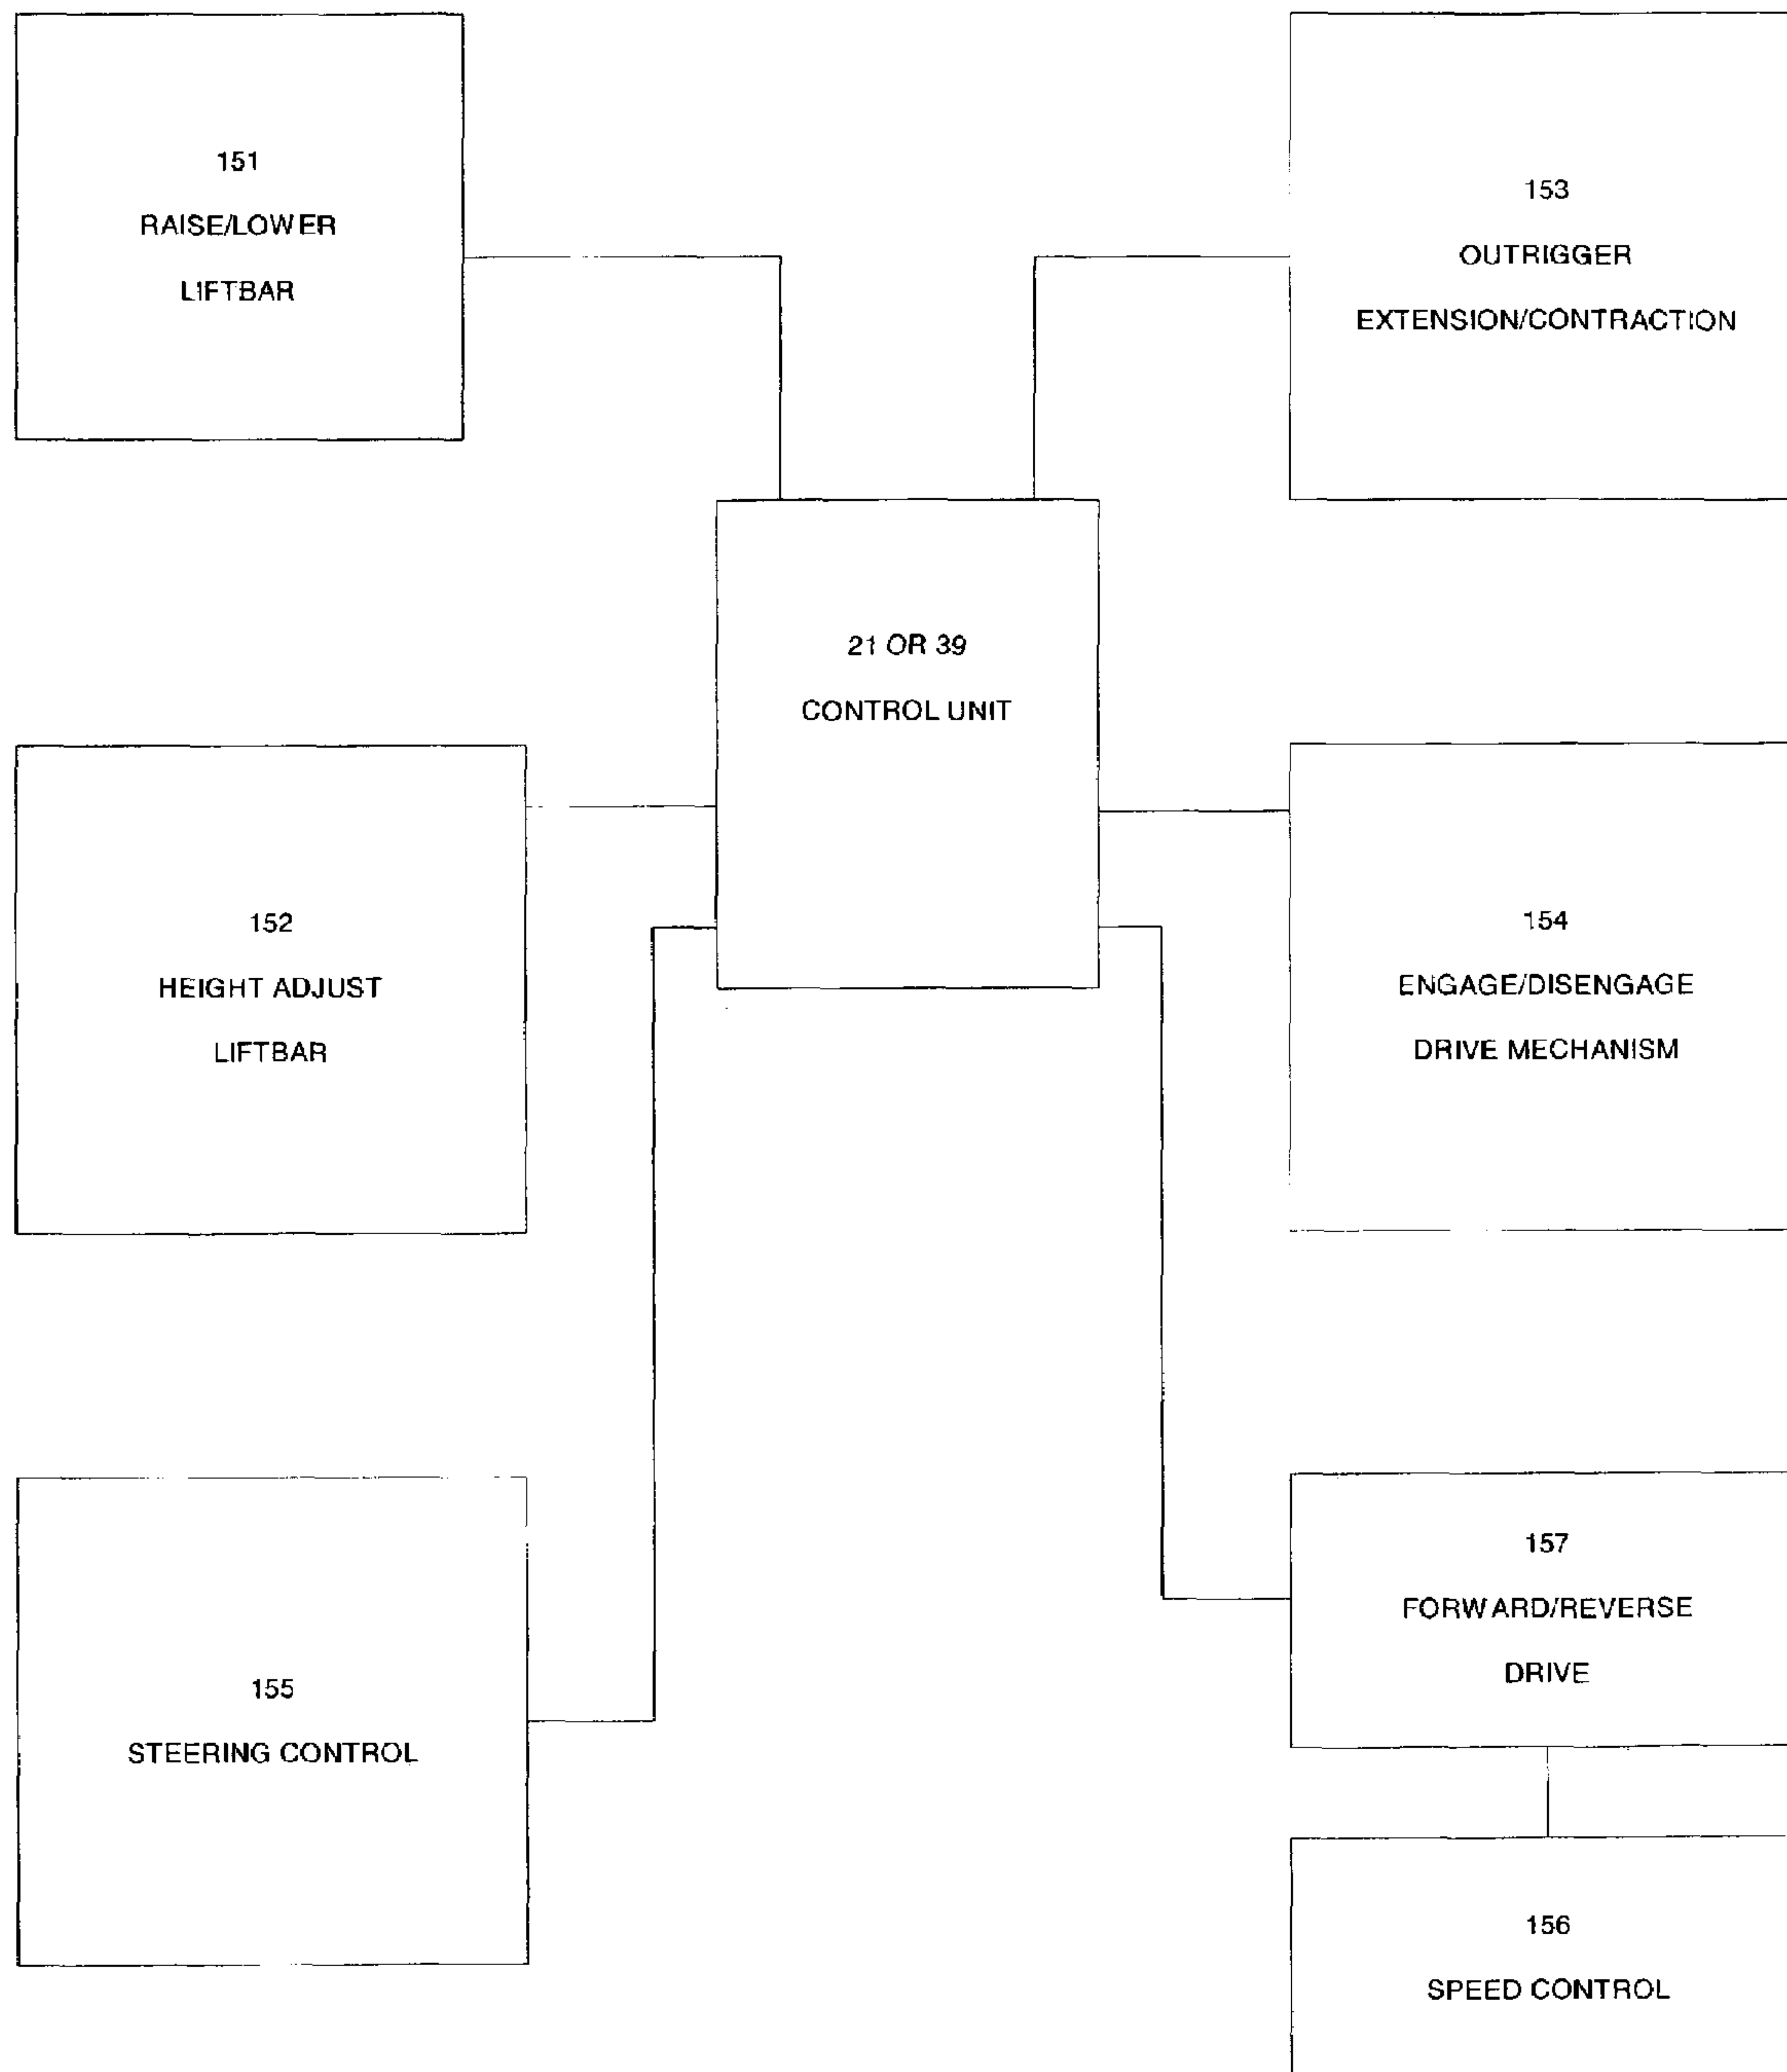 151
RAISE/LOWER
LIFTBAR
153
OUTRIGGER
EXTENSION/CONTRACTION
21 OR 39
CONTROL UNIT
152
HEIGHT ADJUST
LIFTBAR
154
ENGAGE/DISENGAGE
DRIVE MECHANISM
155
STEERING CONTROL
157
FORWARD/REVERSE
DRIVE
156
SPEED CONTROL